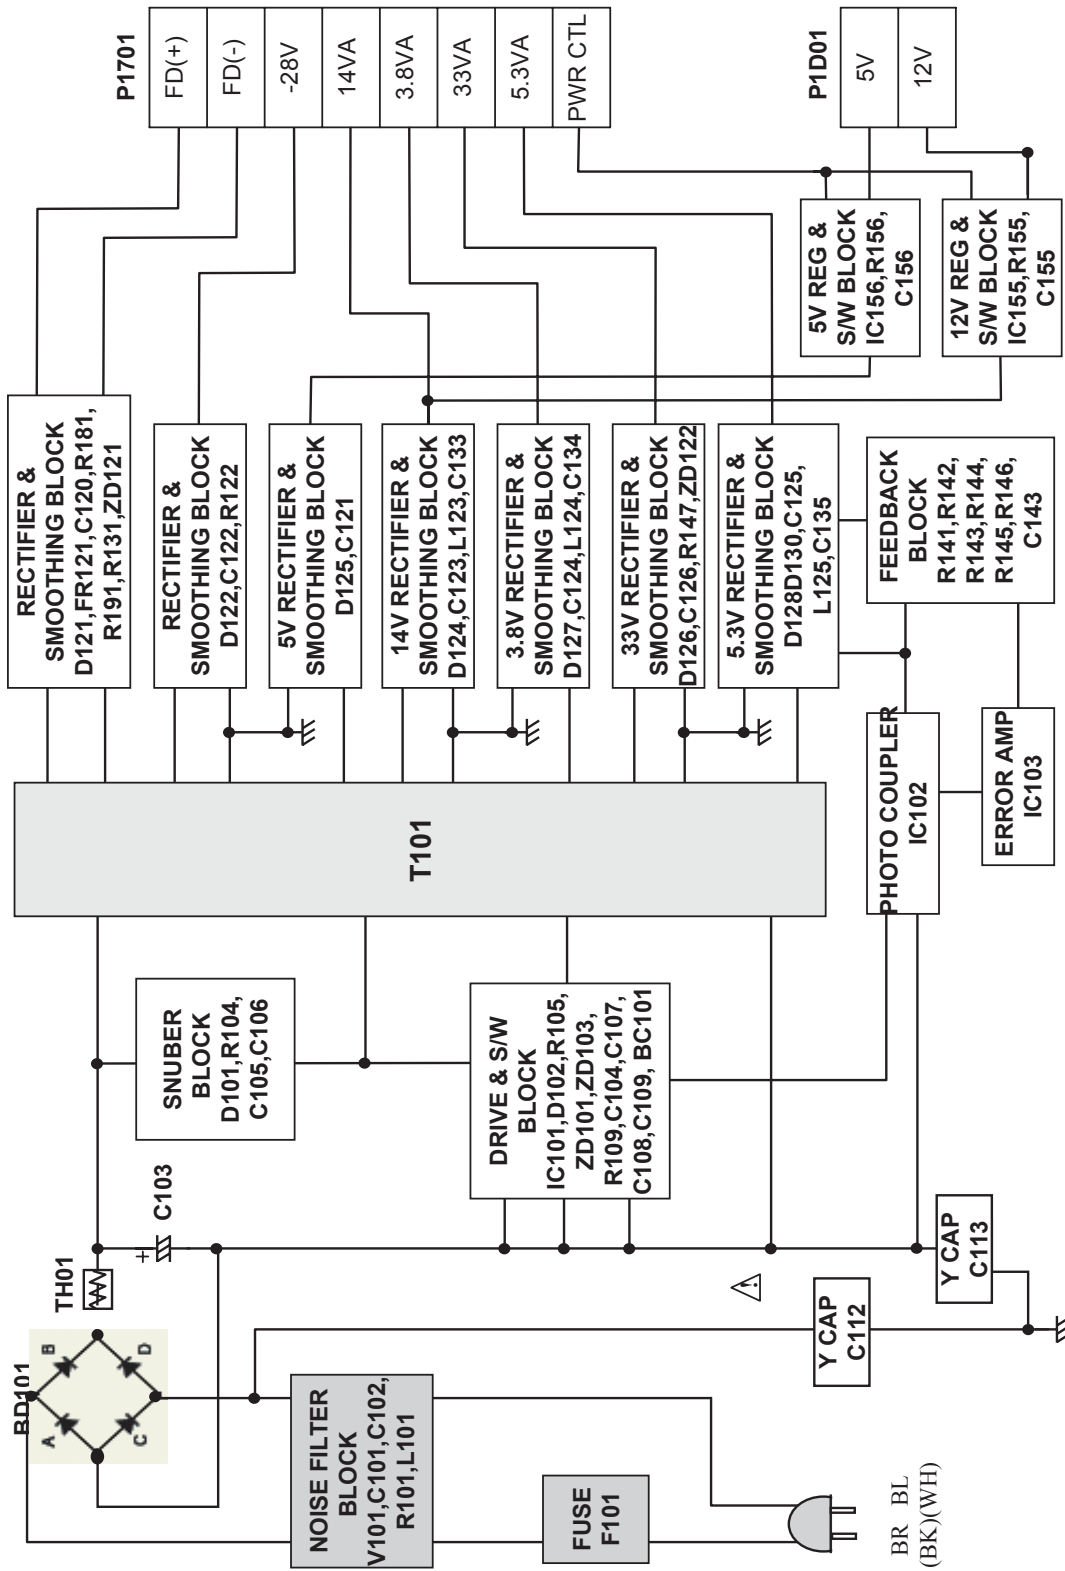 BR BL
(BK)(WH)
FUSE
F101
NOISE FILTER
BLOCK
V101,C101,C102,
R101,L101
BD101
A
B
C
D
TH01
+
C103
Y CAP
C112
Y CAP
C113
!
SNUBER
BLOCK
D101,R104,
C105,C106
DRIVE & S/W
BLOCK
IC101,D102,R105,
ZD101,ZD103,
R109,C104,C107,
C108,C109, BC101
T101
PHOTO COUPLER
IC102
ERROR AMP
IC103
FEEDBACK
BLOCK
R141,R142,
R143,R144,
R145,R146,
C143
RECTIFIER &
SMOOTHING BLOCK
D121,FR121,C120,R181,
R191,R131,ZD121
RECTIFIER &
SMOOTHING BLOCK
D122,C122,R122
5V RECTIFIER &
SMOOTHING BLOCK
D125,C121
14V RECTIFIER &
SMOOTHING BLOCK
D124,C123,L123,C133
3.8V RECTIFIER &
SMOOTHING BLOCK
D127,C124,L124,C134
33V RECTIFIER &
SMOOTHING BLOCK
D126,C126,R147,ZD122
5.3V RECTIFIER &
SMOOTHING BLOCK
D128D130,C125,
L125,C135
5V REG &
S/W BLOCK
IC156,R156,
C156
12V REG &
S/W BLOCK
IC155,R155,
C155
P1701
FD(+)
FD(-)
-28V
14VA
3.8VA
33VA
5.3VA
PWR CTL
P1D01
5V
12V